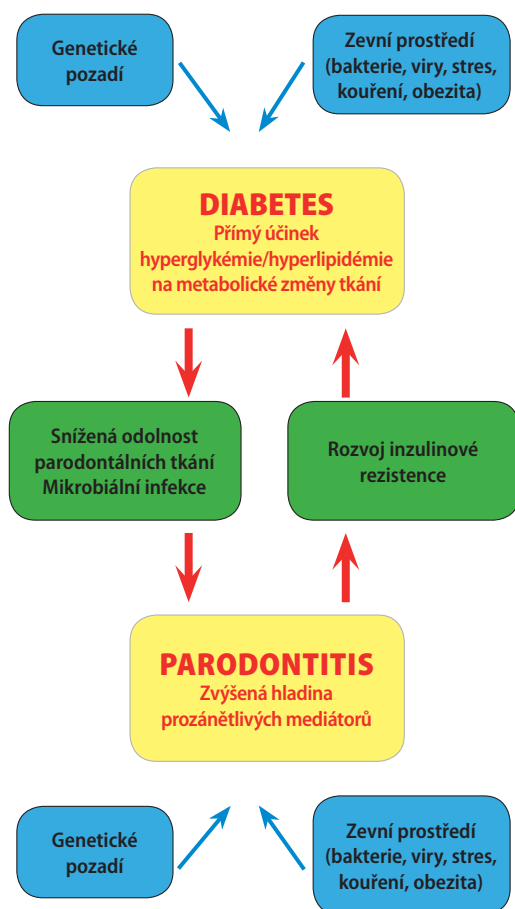 Genetické
pozadí
Zevní prostředí
(bakterie, viry, stres,
kouření, obezita)
DIABETES
Přímý účinek
hyperglykémie/hyperlipidémie
na metabolické změny tkání
Snížená odolnost
parodontálních tkání
Mikrobiální infekce
Rozvoj inzulinové
rezistence
PARODONTITIS
Zvýšená hladina
prozánětlivých mediátorů
Genetické
pozadí
Zevní prostředí
(bakterie, viry, stres,
kouření, obezita)